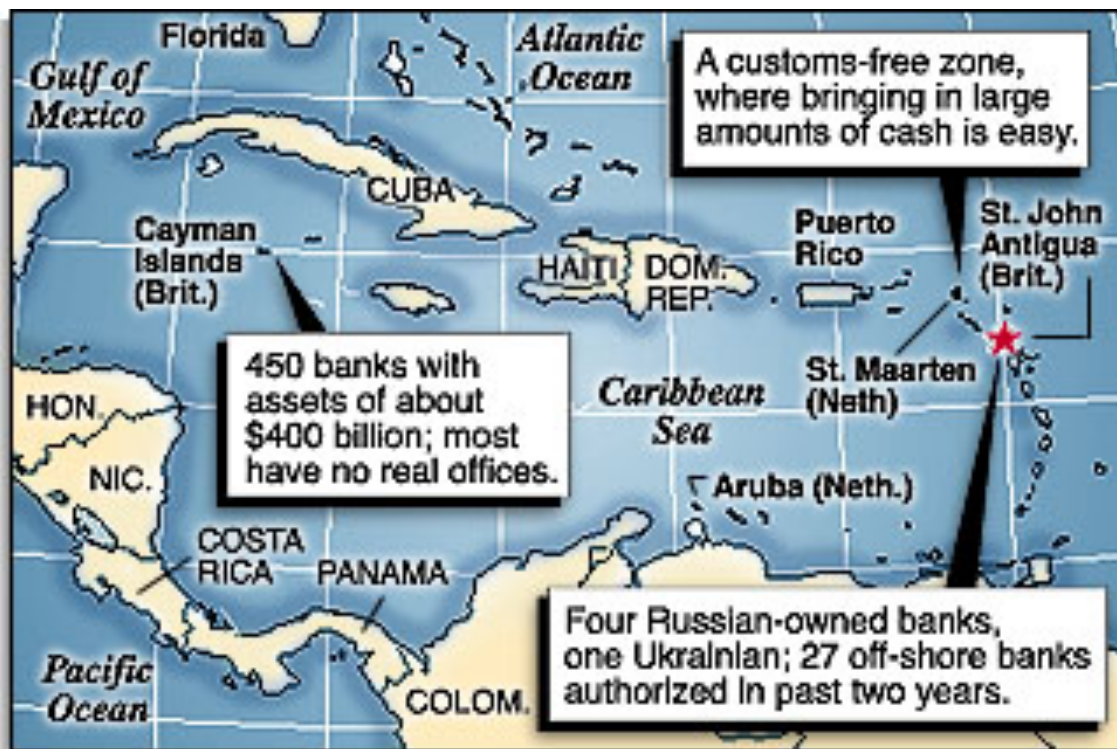 Florida
Gulf of
Mexico
Atlantic
Ocean
A customs-free zone,
where bringing in large
amounts of cash is easy.
CUBA
Cayman
Islands
(Brit.)
HAITI
DOM.
REP.
Puerto
Rico
St. John
Antigua
(Brit.)
450 banks with
assets of about
$400 billion; most
have no real offices.
Caribbean
Sea
St. Maarten
(Neth)
HON.
NIC.
Aruba (Neth.)
COSTA
RICA
PANAMA
Four Russian-owned banks,
one Ukrainian; 27 off-shore banks
authorized in past two years.
Pacific
Ocean
COLOM.